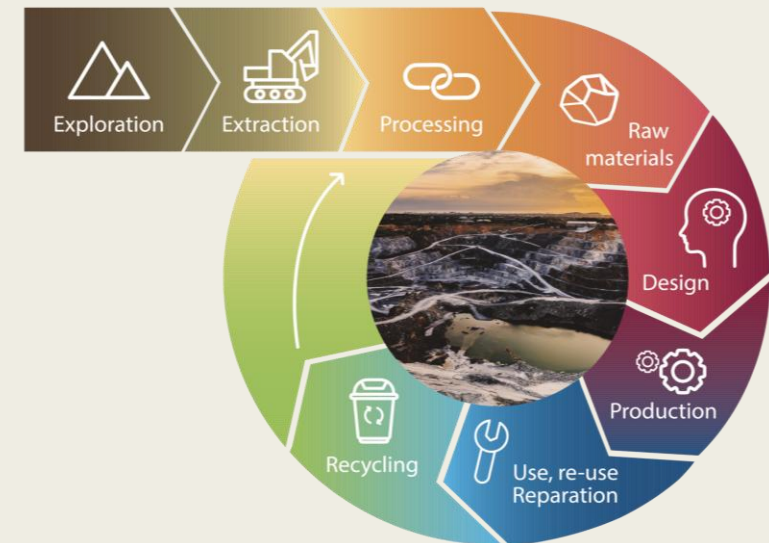 Exploration
Extraction
Processing
Raw
materials
Design
Production
Use, re-use
Reparation
Recycling